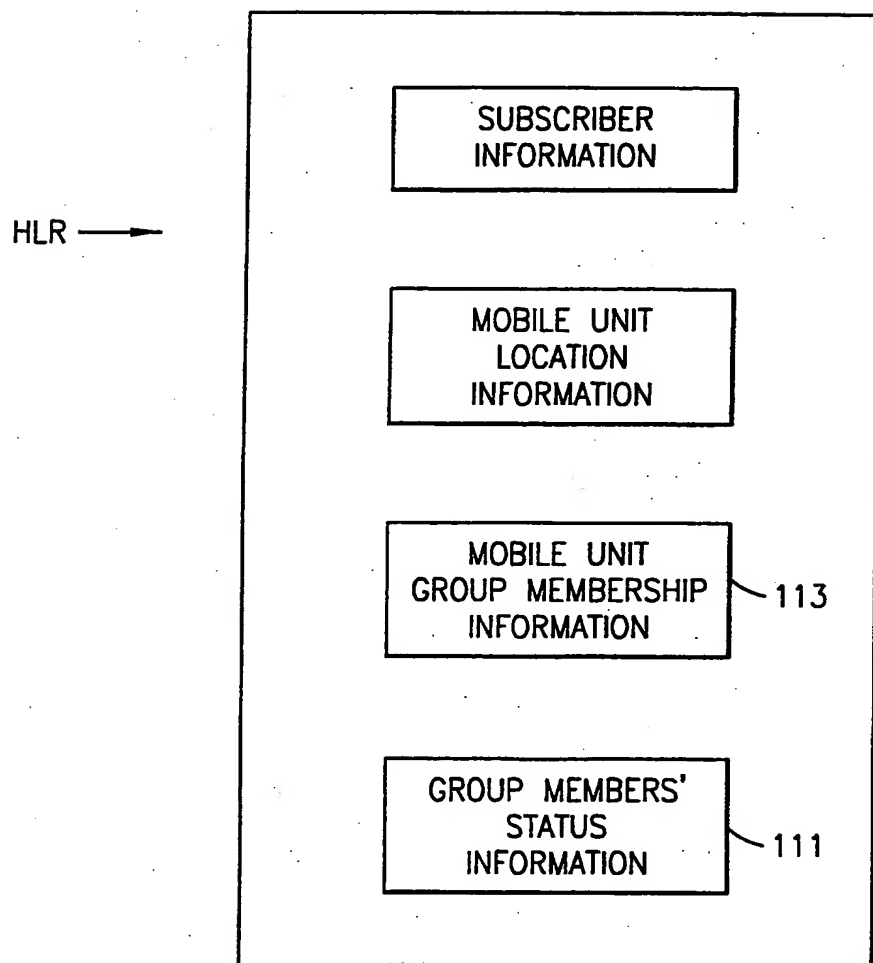 SUBSCRIBER
INFORMATION
HLR
MOBILE UNIT
LOCATION
INFORMATION
MOBILE UNIT
GROUP MEMBERSHIP
INFORMATION
113
GROUP MEMBERS'
STATUS
INFORMATION
111